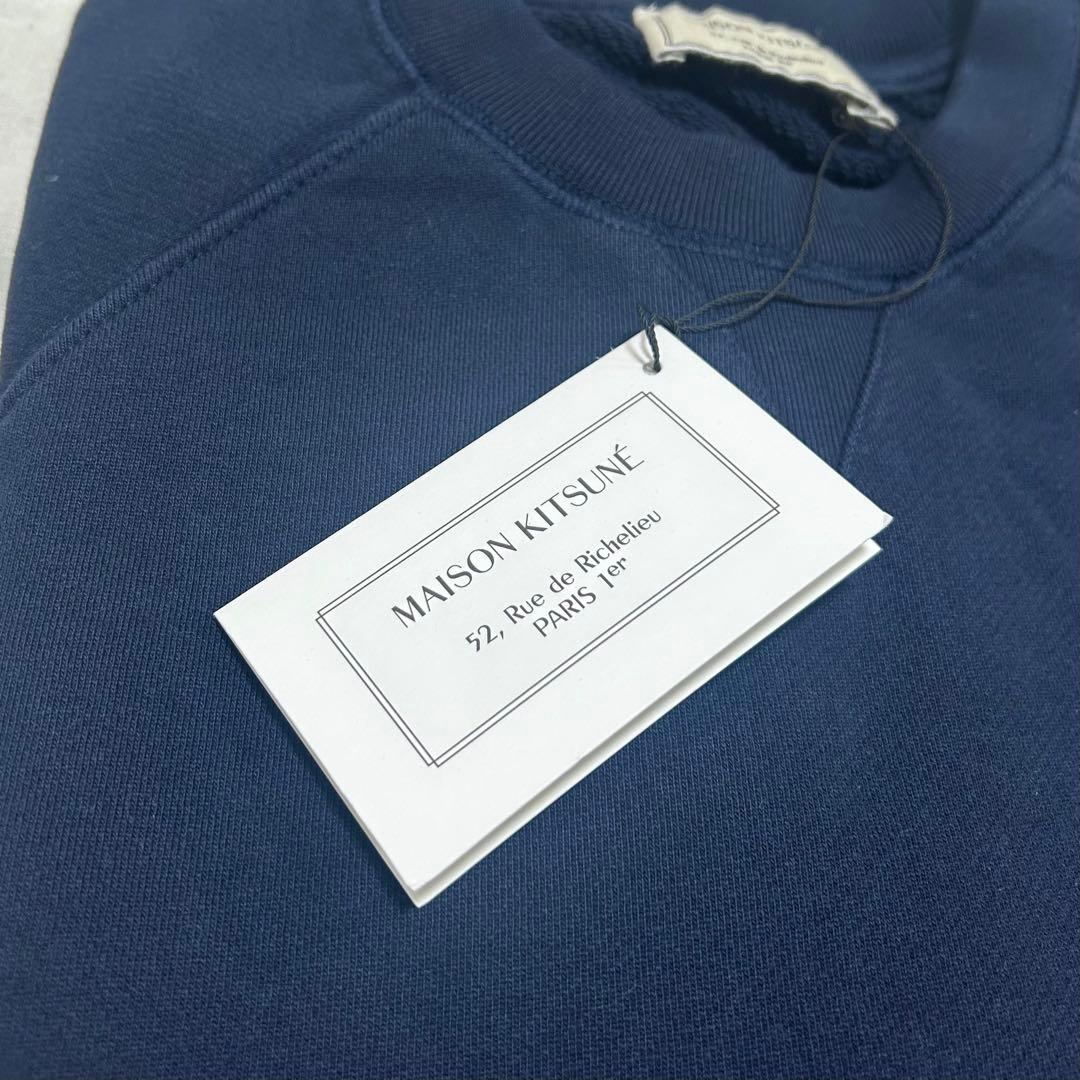 MAISON KITSUNÉ
52, Rue de Richelieu
PARIS 1er